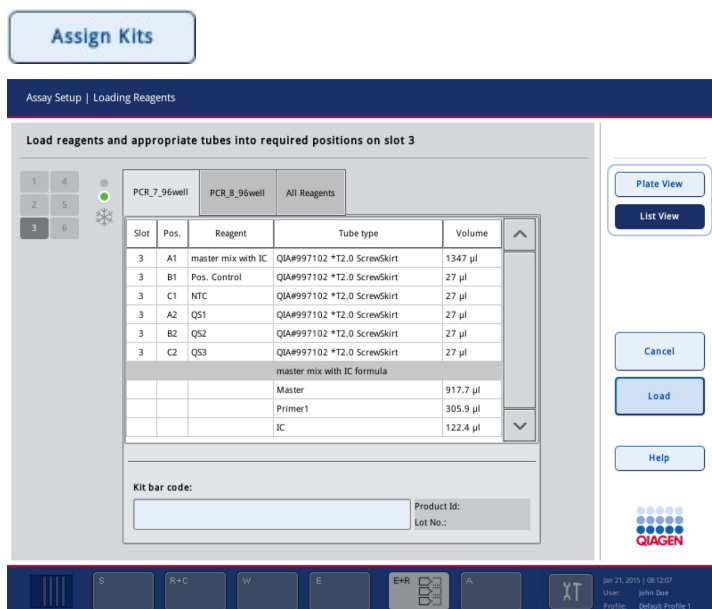 Assign Kits
Assay Setup | Loading Reagents
Load reagents and appropriate tubes into required positions on slot 3
1 4
2 5
3 6
PCR_7_96well PCR_8_96well All Reagents
Slot Pos. Reagent Tube type Volume
3 A1 master mix with IC QIA#997102 *T2.0 ScrewSkirt 1347 µl
3 B1 Pos. Control QIA#997102 *T2.0 ScrewSkirt 27 µl
3 C1 NTC QIA#997102 *T2.0 ScrewSkirt 27 µl
3 A2 QS1 QIA#997102 *T2.0 ScrewSkirt 27 µl
3 B2 QS2 QIA#997102 *T2.0 ScrewSkirt 27 µl
3 C2 QS3 QIA#997102 *T2.0 ScrewSkirt 27 µl
master mix with IC formula
Master 917.7 µl
Primer1 305.9 µl
IC 122.4 µl
Kit bar code:
Product Id:
Lot No.:
Plate View
List View
Cancel
Load
Help
QIAGEN
S R+C W E E+R A
Jan 21, 2015 | 08:12:07
User: John Doe
Profile: Default Profile 1